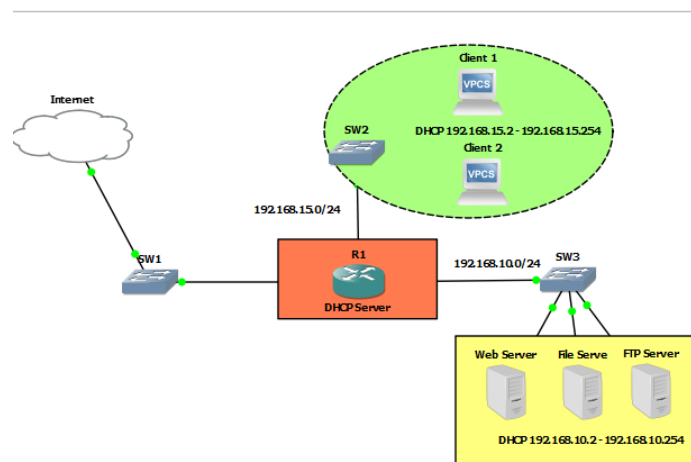 Internet
Client 1
VPCS
DHCP 192.168.15.2 - 192.168.15.254
SW2
Client 2
VPCS
192.168.15.0/24
SW1
R1
DHCP Server
192.168.10.0/24
SW3
Web Server
File Serve
FTP Server
DHCP 192.168.10.2 - 192.168.10.254